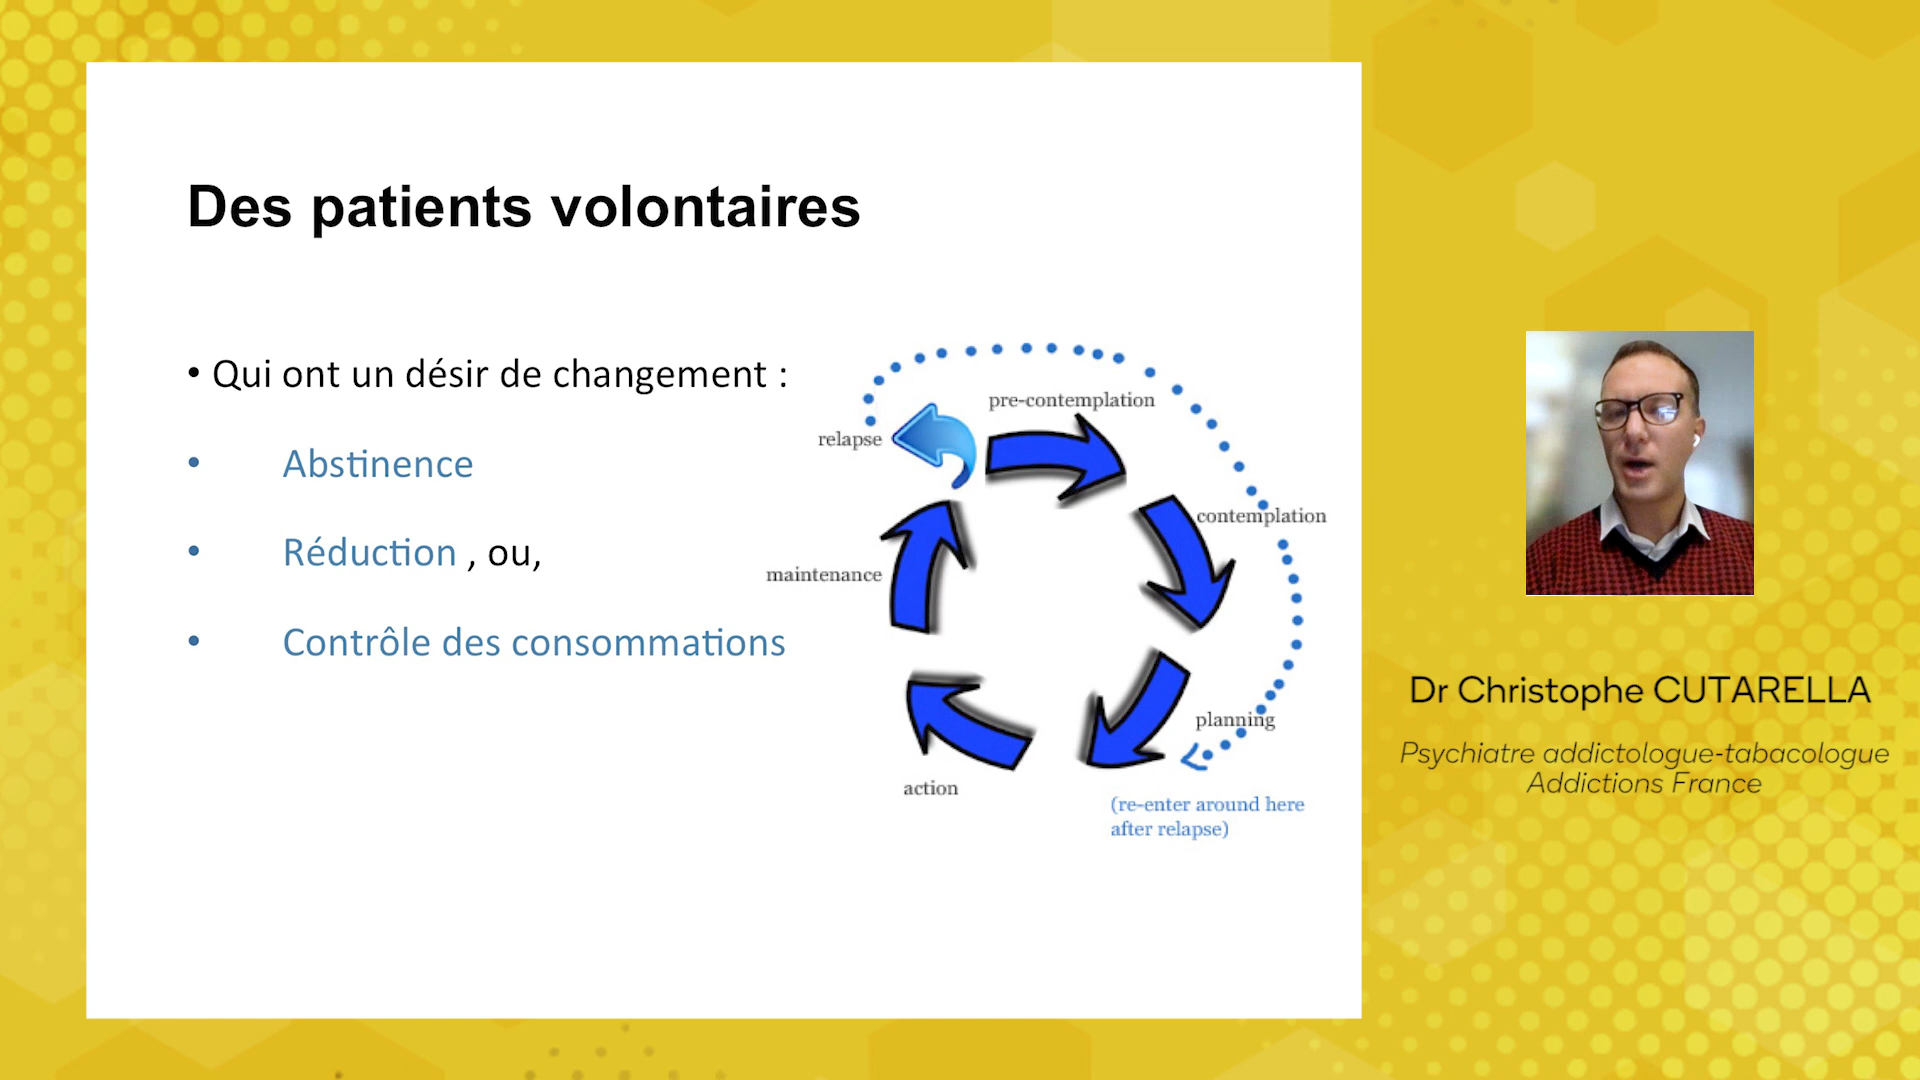 Des patients volontaires
• Qui ont un désir de changement :
• Abstinence
• Réduction , ou,
• Contrôle des consommations
pre-contemplation
relapse
contemplation
maintenance
planning
action
(re-enter around here
after relapse)
Dr Christophe CUTARELLA
Psychiatre addictologue-tabacologue
Addictions France